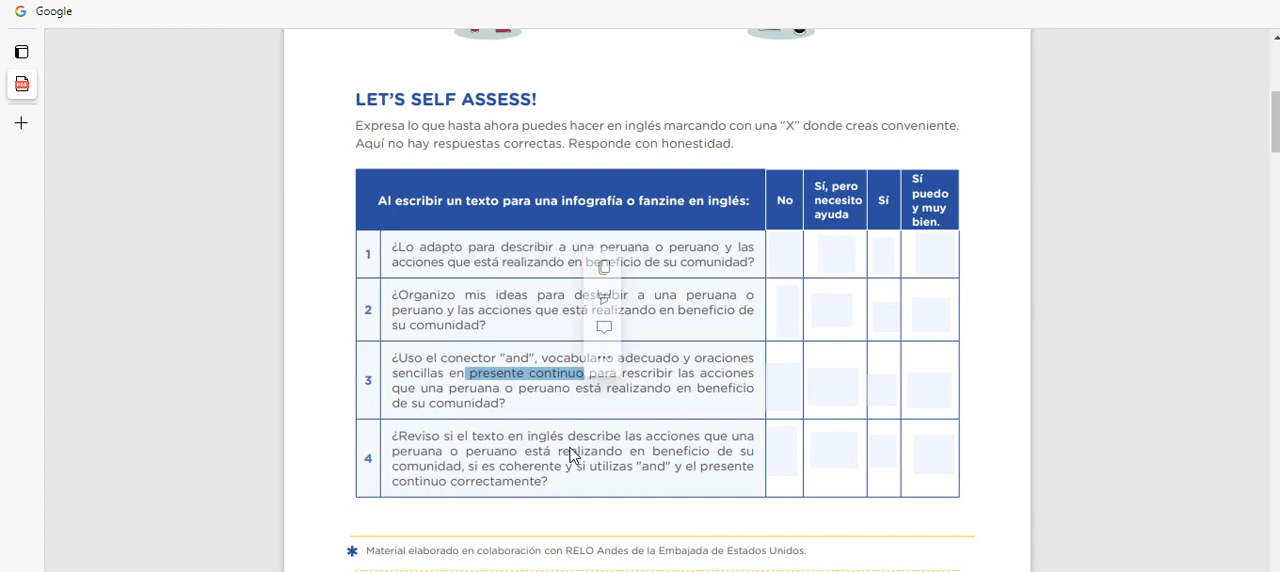 Google
LET'S SELF ASSESS!
Expresa lo que hasta ahora puedes hacer en inglés marcando con una “X” donde creas conveniente.
Aquí no hay respuestas correctas. Responde con honestidad.
Al escribir un texto para una infografía o fanzine en inglés:
No
Sí, pero
necesito
ayuda
Sí
Sí
puedo
y muy
bien.
1
¿Lo adapto para describir a una peruana o peruano y las
acciones que está realizando en beneficio de su comunidad?
2
¿Organizo mis ideas para describir a una peruana o
peruano y las acciones que está realizando en beneficio de
su comunidad?
3
¿Uso el conector "and", vocabulario adecuado y oraciones
sencillas en presente continuo para rescribir las acciones
que una peruana o peruano está realizando en beneficio
de su comunidad?
4
¿Reviso si el texto en inglés describe las acciones que una
peruana o peruano está realizando en beneficio de su
comunidad, si es coherente y si utilizas "and" y el presente
continuo correctamente?
Material elaborado en colaboración con RELO Andes de la Embajada de Estados Unidos.